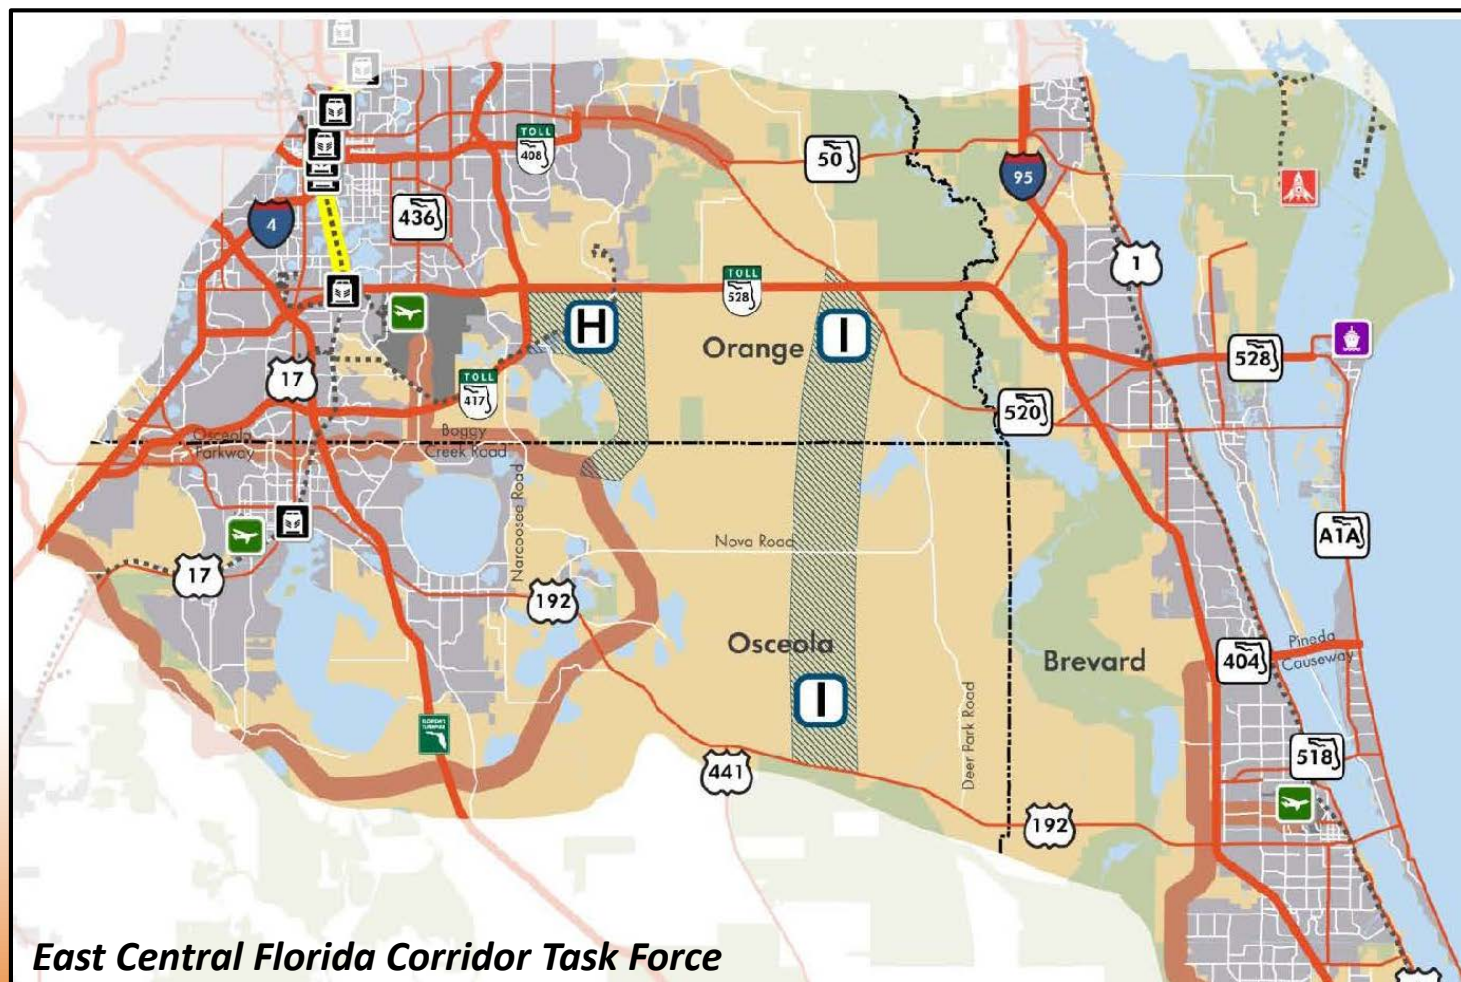 TOLL
408
50
95
436
4
1
TOLL
528
H
I
Orange
528
17
TOLL
417
520
Osceola
Parkway
Boggy
Creek Road
Narcoossee Road
Nova Road
A1A
17
192
Osceola
Brevard
404
Pineda
Causeway
I
Deer Park Road
FLORIDA'S
TURNPIKE
441
518
192
East Central Florida Corridor Task Force